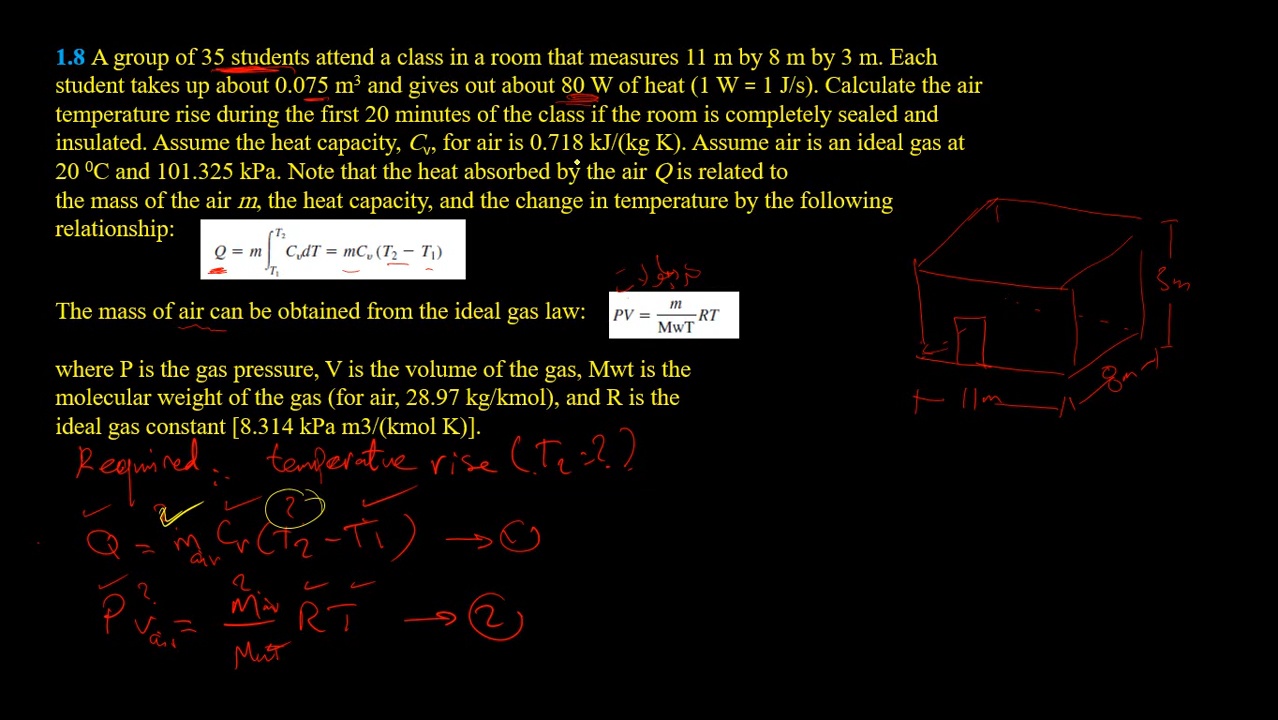 1.8 A group of 35 students attend a class in a room that measures 11 m by 8 m by 3 m. Each
student takes up about 0.075 m³ and gives out about 80 W of heat (1 W = 1 J/s). Calculate the air
temperature rise during the first 20 minutes of the class if the room is completely sealed and
insulated. Assume the heat capacity, Cᵥ, for air is 0.718 kJ/(kg K). Assume air is an ideal gas at
20 ⁰C and 101.325 kPa. Note that the heat absorbed by the air Q is related to
the mass of the air m, the heat capacity, and the change in temperature by the following
relationship:
Q = m ∫_{T₁}^{T₂} CᵥdT = mCᵥ (T₂ − T₁)
The mass of air can be obtained from the ideal gas law:
PV = m/MwT RT
where P is the gas pressure, V is the volume of the gas, Mwt is the
molecular weight of the gas (for air, 28.97 kg/kmol), and R is the
ideal gas constant [8.314 kPa m3/(kmol K)].
Required: temperature rise (T₂ = ?)
Q = m_air Cv (T₂ − T₁) → ①
? ?
P V_air = m_air/Mwt R T → ②
? ?
3m
8m
11m